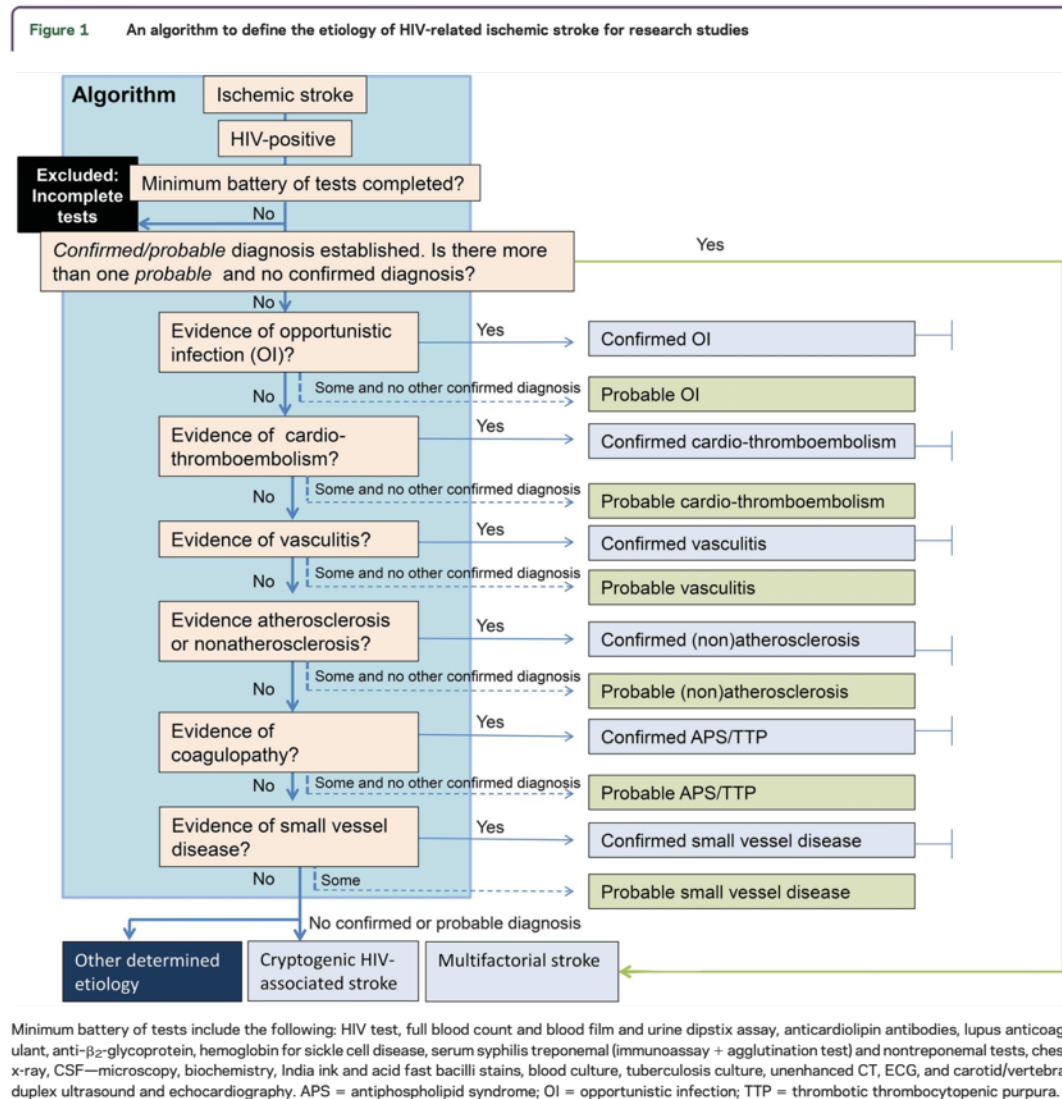 Figure 1 An algorithm to define the etiology of HIV-related ischemic stroke for research studies
Algorithm
Ischemic stroke
HIV-positive
Excluded:
Incomplete
tests
Minimum battery of tests completed?
No
Confirmed/probable diagnosis established. Is there more
than one probable and no confirmed diagnosis?
Yes
No
Evidence of opportunistic
infection (OI)?
Yes
Confirmed OI
No
Some and no other confirmed diagnosis
Probable OI
Evidence of cardio-
thromboembolism?
Yes
Confirmed cardio-thromboembolism
No
Some and no other confirmed diagnosis
Probable cardio-thromboembolism
Evidence of vasculitis?
Yes
Confirmed vasculitis
No
Some and no other confirmed diagnosis
Probable vasculitis
Evidence atherosclerosis
or nonatherosclerosis?
Yes
Confirmed (non)atherosclerosis
No
Some and no other confirmed diagnosis
Probable (non)atherosclerosis
Evidence of
coagulopathy?
Yes
Confirmed APS/TTP
No
Some and no other confirmed diagnosis
Probable APS/TTP
Evidence of small vessel
disease?
Yes
Confirmed small vessel disease
No
Some
Probable small vessel disease
No confirmed or probable diagnosis
Other determined
etiology
Cryptogenic HIV-
associated stroke
Multifactorial stroke
Minimum battery of tests include the following: HIV test, full blood count and blood film and urine dipstix assay, anticardiolipin antibodies, lupus anticoag
ulant, anti-β₂-glycoprotein, hemoglobin for sickle cell disease, serum syphilis treponemal (immunoassay + agglutination test) and nontreponemal tests, ches
x-ray, CSF—microscopy, biochemistry, India ink and acid fast bacilli stains, blood culture, tuberculosis culture, unenhanced CT, ECG, and carotid/vertebra
duplex ultrasound and echocardiography. APS = antiphospholipid syndrome; OI = opportunistic infection; TTP = thrombotic thrombocytopenic purpura.